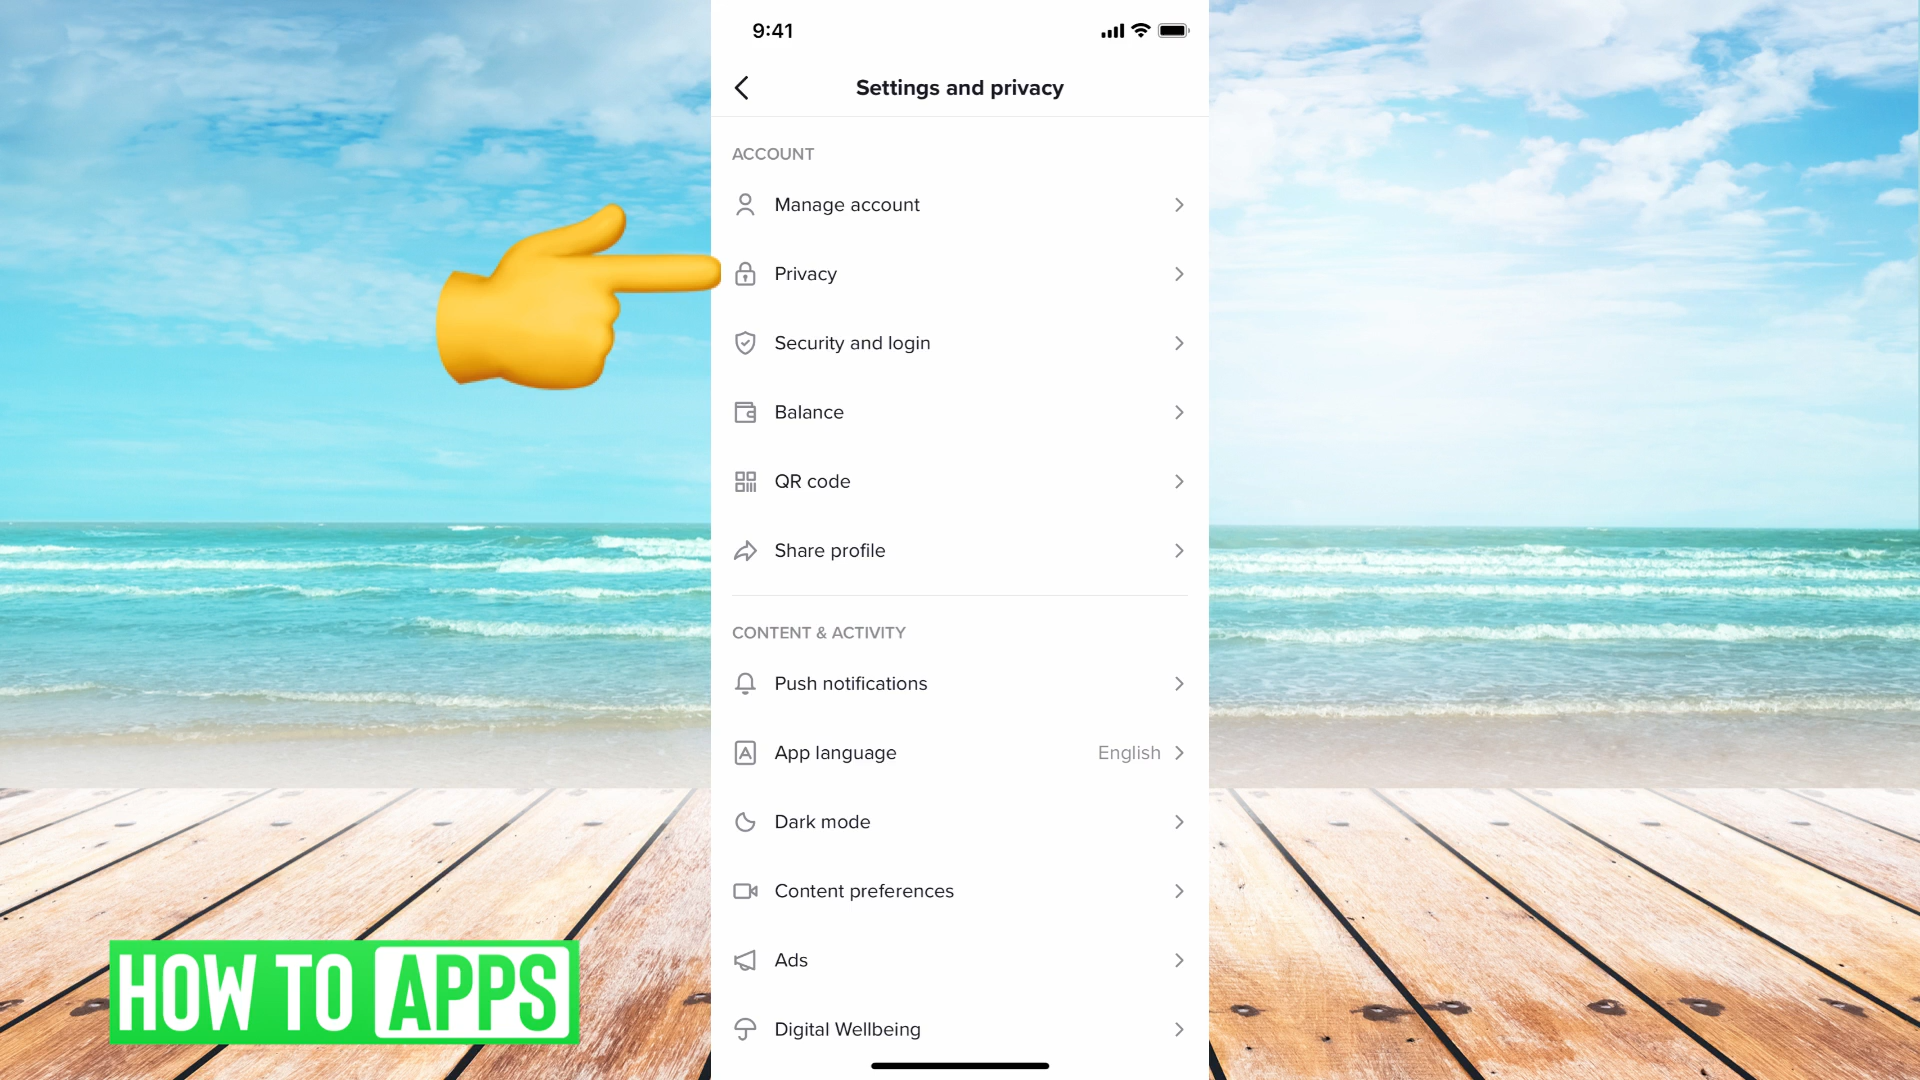 9:41
Settings and privacy
ACCOUNT
Manage account
Privacy
Security and login
Balance
QR code
Share profile
CONTENT & ACTIVITY
Push notifications
App language English
Dark mode
Content preferences
Ads
Digital Wellbeing
HOW TO APPS